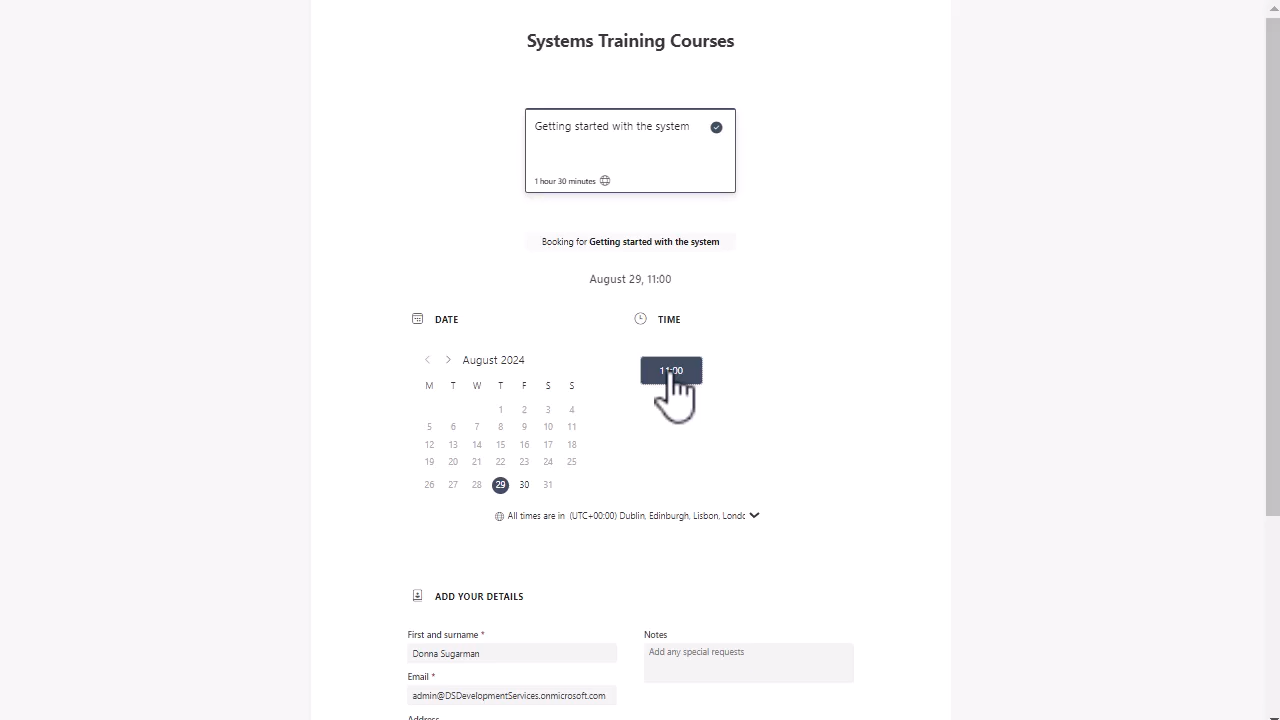 Systems Training Courses
Getting started with the system
1 hour 30 minutes
Booking for Getting started with the system
August 29, 11:00
DATE
TIME
August 2024
11:00
M T W T F S S
1 2 3 4
5 6 7 8 9 10 11
12 13 14 15 16 17 18
19 20 21 22 23 24 25
26 27 28 29 30 31
All times are in (UTC+00:00) Dublin, Edinburgh, Lisbon, Londc
ADD YOUR DETAILS
First and surname *
Donna Sugarman
Notes
Add any special requests
Email *
admin@DSDevelopmentServices.onmicrosoft.com
Address